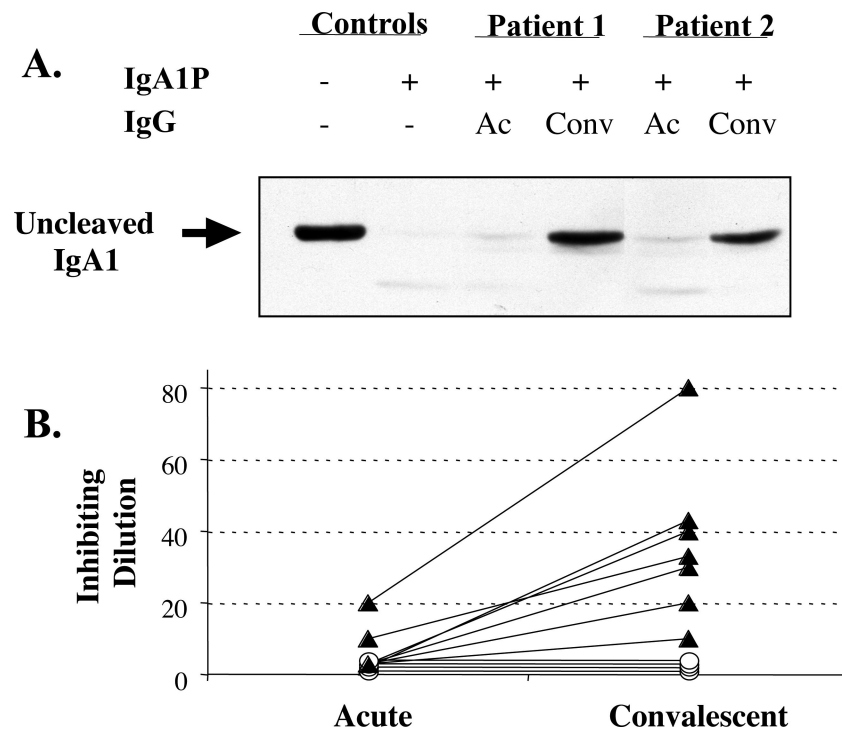 Controls Patient 1 Patient 2
A.
IgA1P - + + + + +
IgG - - Ac Conv Ac Conv
Uncleaved
IgA1
B.
80
60
40
20
0
Inhibiting
Dilution
Acute Convalescent